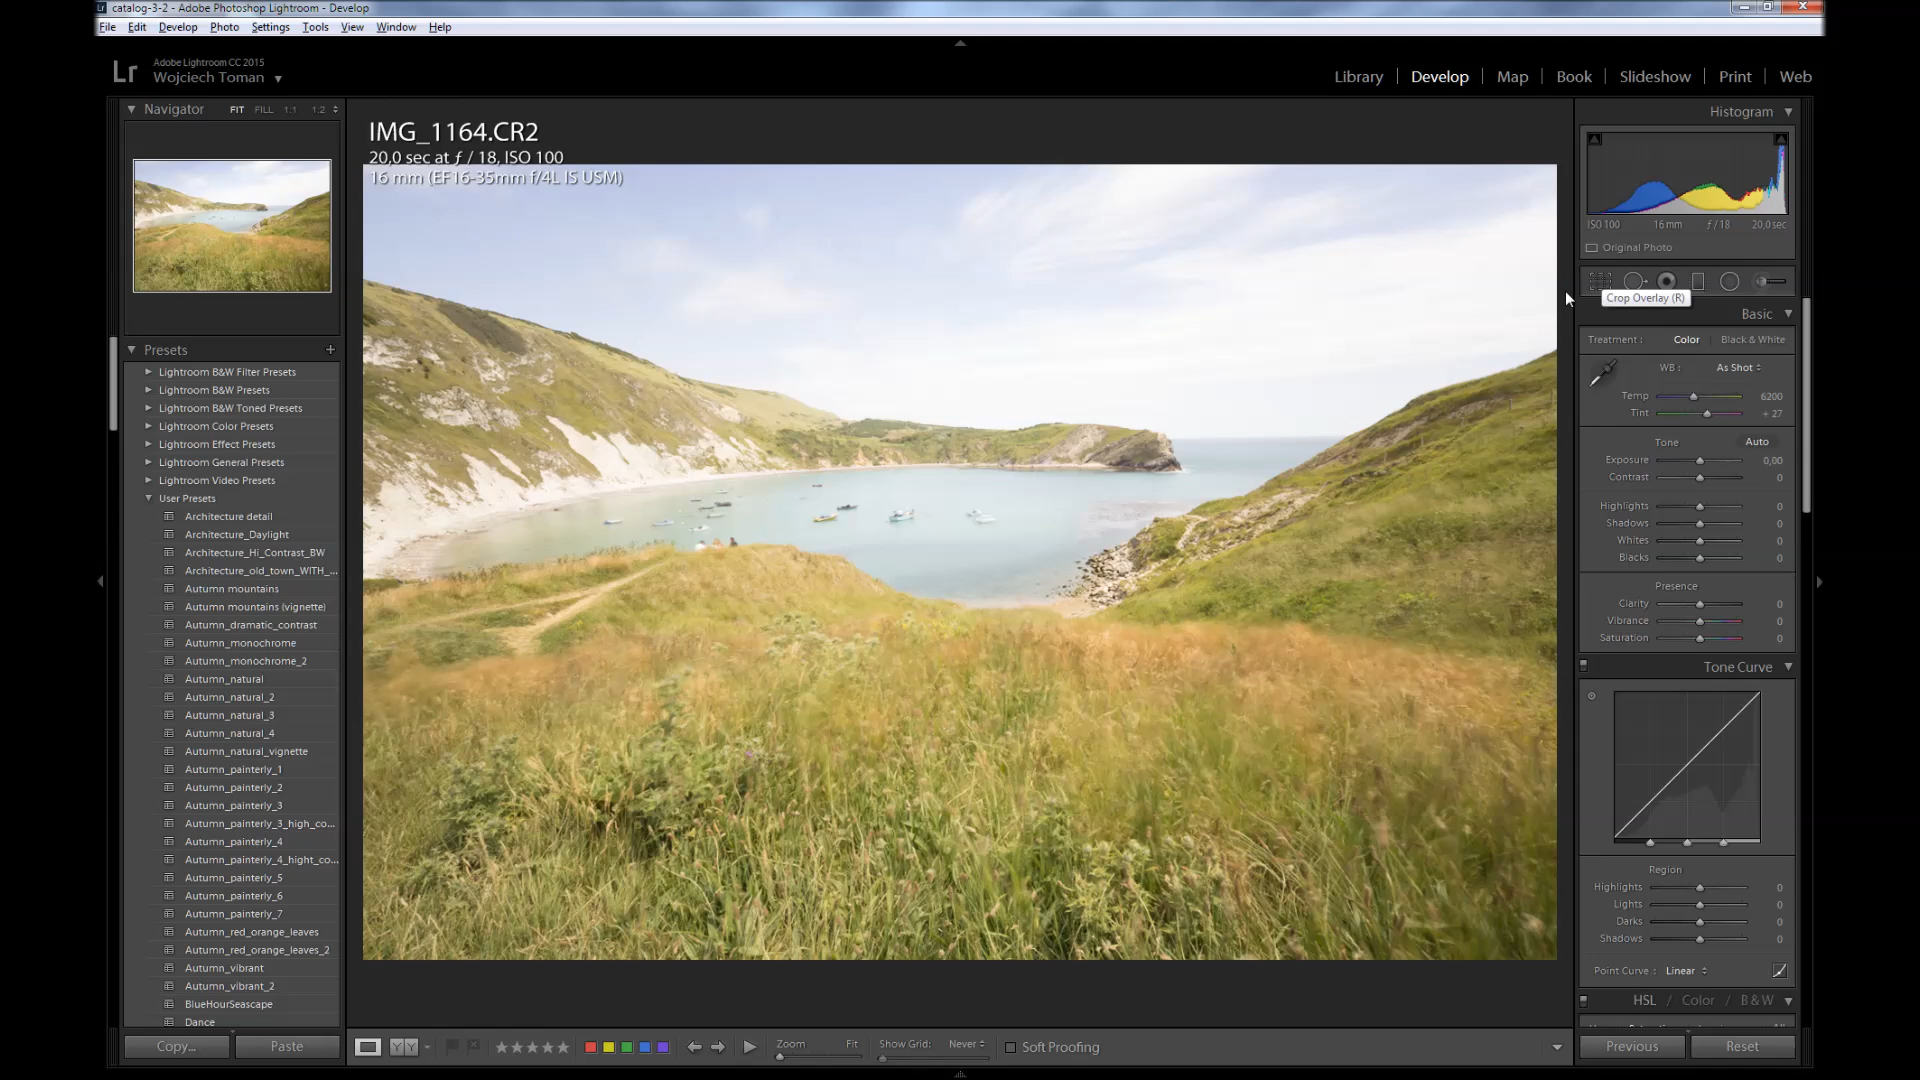 catalog-3-2 - Adobe Photoshop Lightroom - Develop
File Edit Develop Photo Settings Tools View Window Help
Lr
Adobe Lightroom CC 2015
Wojciech Toman
Library Develop Map Book Slideshow Print Web
Navigator FIT FILL 1:1 1:2
Presets +
Lightroom B&W Filter Presets
Lightroom B&W Presets
Lightroom B&W Toned Presets
Lightroom Color Presets
Lightroom Effect Presets
Lightroom General Presets
Lightroom Video Presets
User Presets
Architecture detail
Architecture_Daylight
Architecture_Hi_Contrast_BW
Architecture_old_town_WITH_...
Autumn mountains
Autumn mountains (vignette)
Autumn_dramatic_contrast
Autumn_monochrome
Autumn_monochrome_2
Autumn_natural
Autumn_natural_2
Autumn_natural_3
Autumn_natural_4
Autumn_natural_vignette
Autumn_painterly_1
Autumn_painterly_2
Autumn_painterly_3
Autumn_painterly_3_high_co...
Autumn_painterly_4
Autumn_painterly_4_hight_co...
Autumn_painterly_5
Autumn_painterly_6
Autumn_painterly_7
Autumn_red_orange_leaves
Autumn_red_orange_leaves_2
Autumn_vibrant
Autumn_vibrant_2
BlueHourSeascape
Dance
Copy... Paste
IMG_1164.CR2
20,0 sec at ƒ / 18, ISO 100
16 mm (EF16-35mm f/4L IS USM)
Zoom Fit Show Grid: Never Soft Proofing
Histogram
ISO 100 16 mm ƒ / 18 20,0 sec
Original Photo
Crop Overlay (R)
Basic
Treatment : Color Black & White
WB : As Shot
Temp 6200
Tint + 27
Tone Auto
Exposure 0,00
Contrast 0
Highlights 0
Shadows 0
Whites 0
Blacks 0
Presence
Clarity 0
Vibrance 0
Saturation 0
Tone Curve
Region
Highlights 0
Lights 0
Darks 0
Shadows 0
Point Curve : Linear
HSL / Color / B & W
Previous Reset